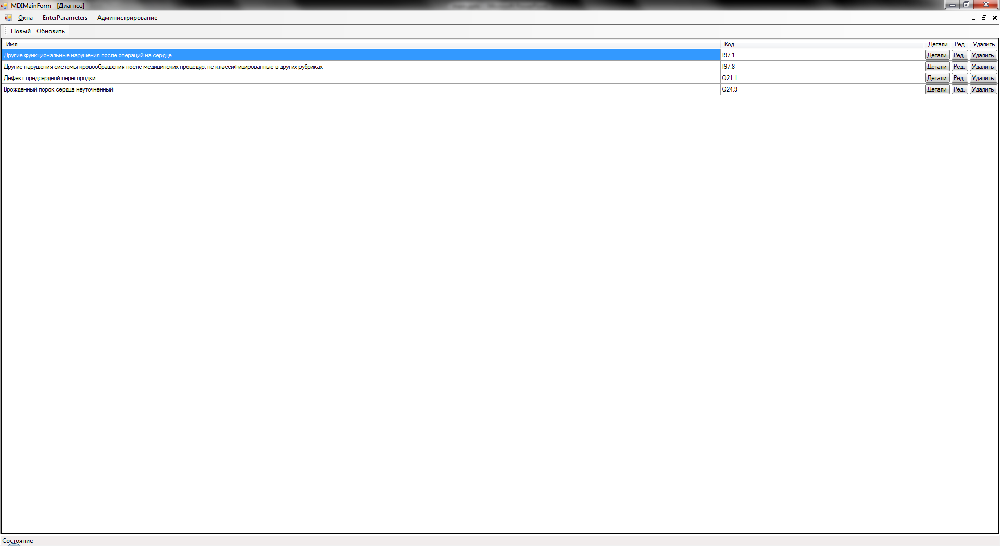 MDIMainForm - [Диагноз]
Окна EnterParameters Администрирование
Новый Обновить
Имя Код Детали Ред. Удалить
Другие функциональные нарушения после операций на сердце I97.1 Детали Ред. Удалить
Другие нарушения системы кровообращения после медицинских процедур, не классифицированные в других рубриках I97.8 Детали Ред. Удалить
Дефект предсердной перегородки Q21.1 Детали Ред. Удалить
Врожденный порок сердца неуточненный Q24.9 Детали Ред. Удалить
Состояние